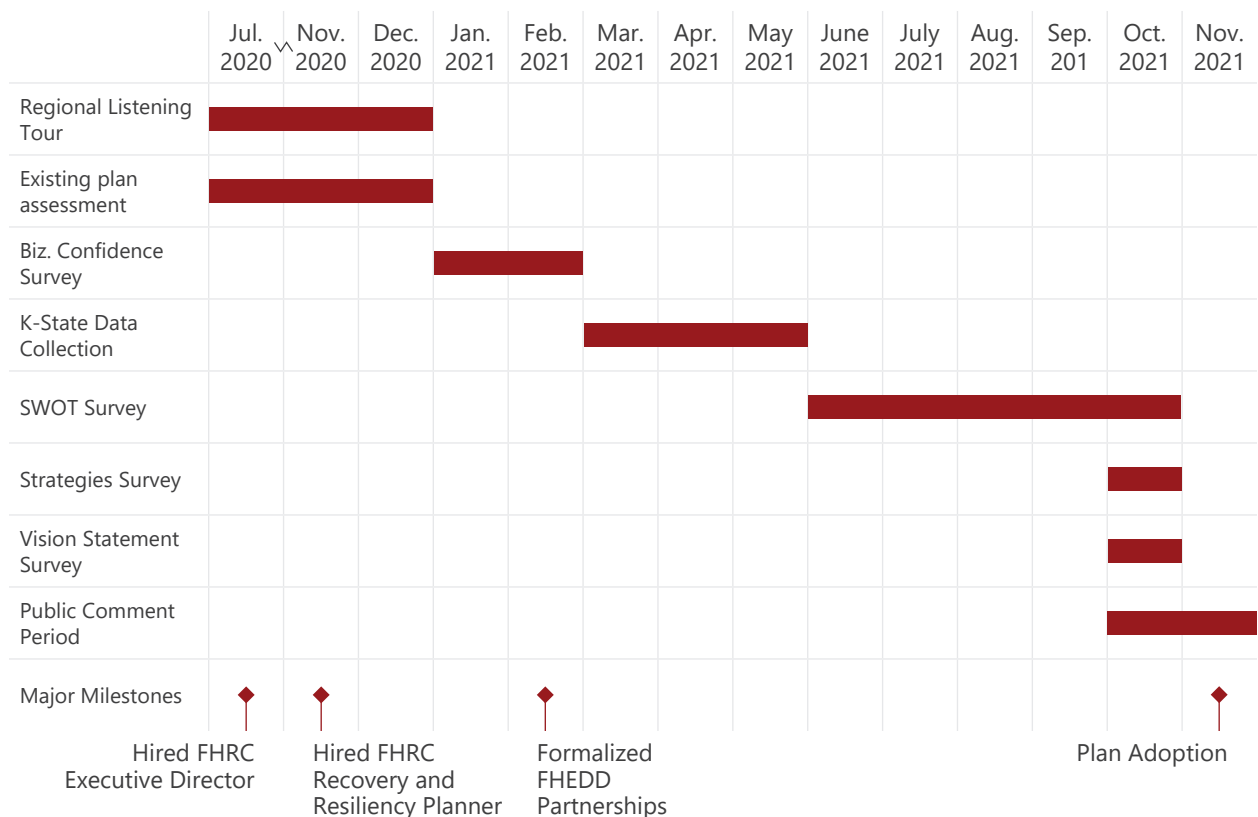 Jul. Nov. Dec. Jan. Feb. Mar. Apr. May June July Aug. Sep. Oct. Nov.
2020 2020 2020 2021 2021 2021 2021 2021 2021 2021 2021 201 2021 2021
Regional Listening
Tour
Existing plan
assessment
Biz. Confidence
Survey
K-State Data
Collection
SWOT Survey
Strategies Survey
Vision Statement
Survey
Public Comment
Period
Major Milestones
Hired FHRC
Executive Director
Hired FHRC
Recovery and
Resiliency Planner
Formalized
FHEDD
Partnerships
Plan Adoption